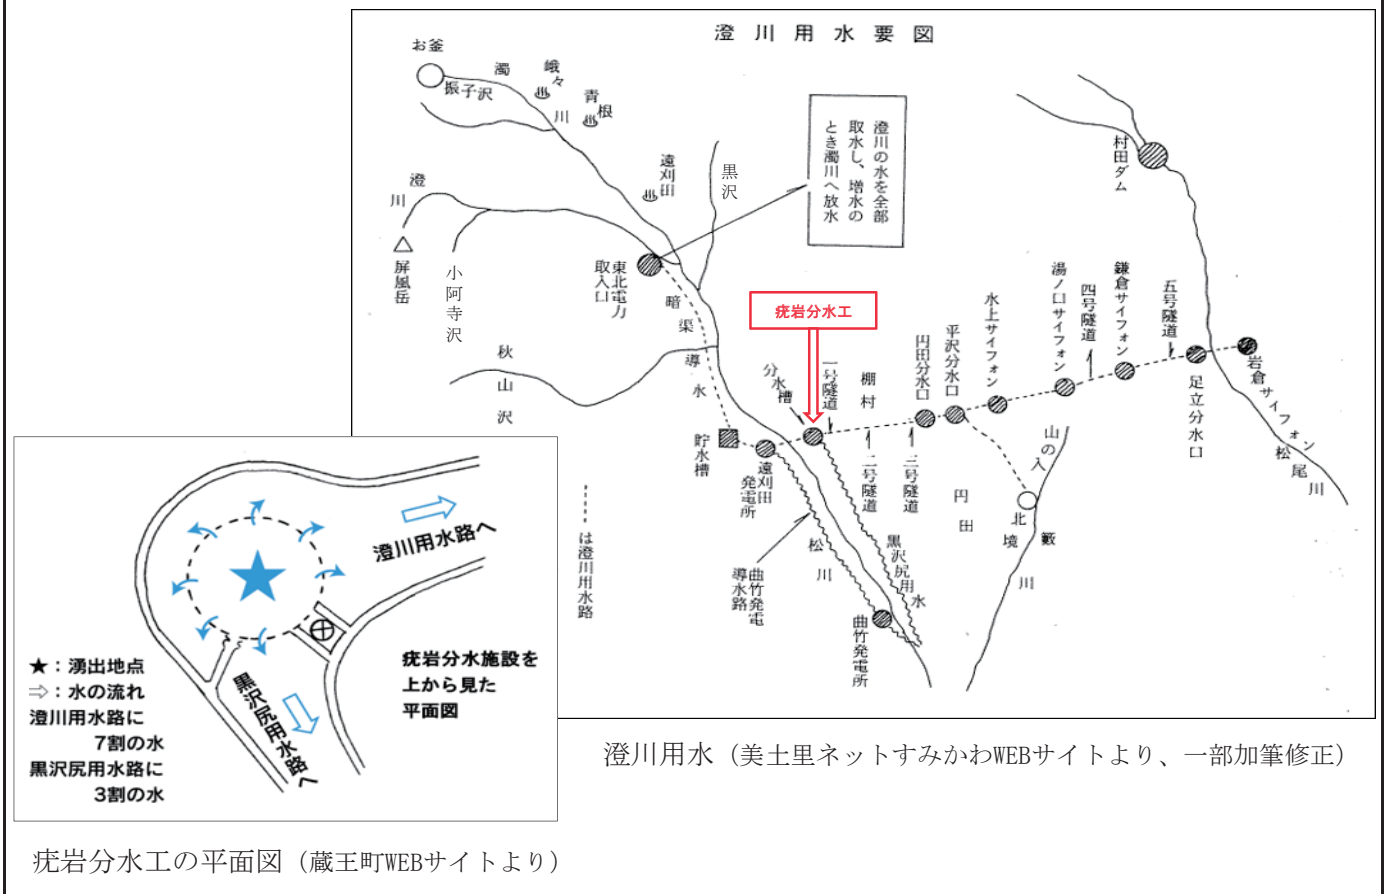 澄川用水要図
お釜
振子沢
濁川
峨々
青根
遠刈田
黒沢
澄川の水を全部
取水し、増水の
とき濁川へ放水
村田ダム
澄川
屏風岳
小阿寺沢
東北電力
取入口
暗渠導水
秋山沢
疣岩分水工
分水槽
一号隧道
棚村
二号隧道
三号隧道
円田分水口
平沢分水口
水上サイフォン
湯ノ口サイフォン
四号隧道
鎌倉サイフォン
五号隧道
足立分水口
岩倉サイフォン
松尾川
山の入
北境
藪川
円田
貯水槽
遠刈田
発電所
-----は澄川用水路
松川
黒沢尻用水
曲竹発電
導水路
曲竹発電所
澄川用水路へ
黒沢尻用水路へ
★：湧出地点
⇨：水の流れ
澄川用水路に
7割の水
黒沢尻用水路に
3割の水
疣岩分水施設を
上から見た
平面図
澄川用水（美土里ネットすみかわWEBサイトより、一部加筆修正）
疣岩分水工の平面図（蔵王町WEBサイトより）